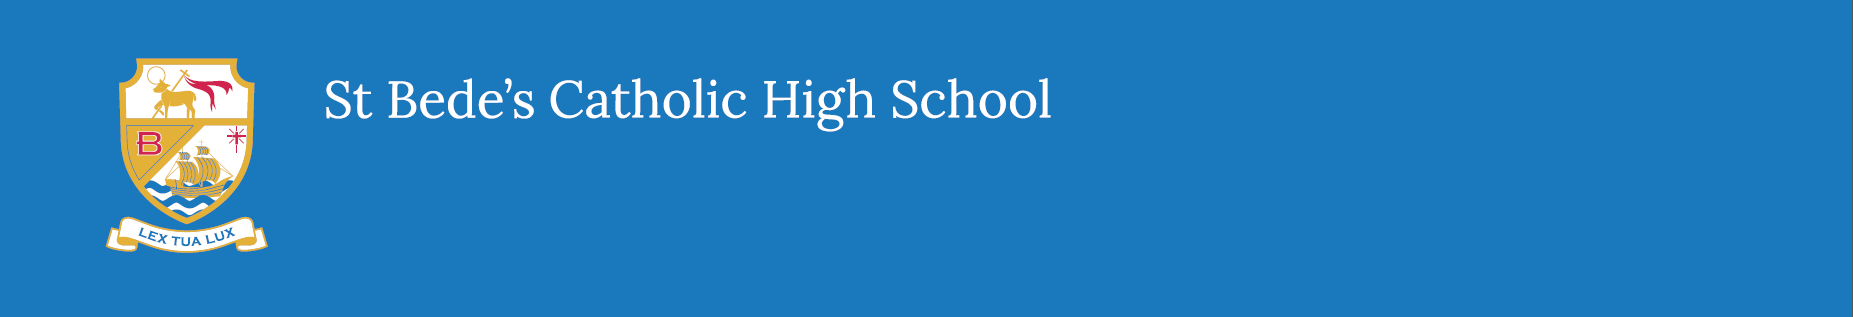 St Bede’s Catholic High School
B
LEX TUA LUX